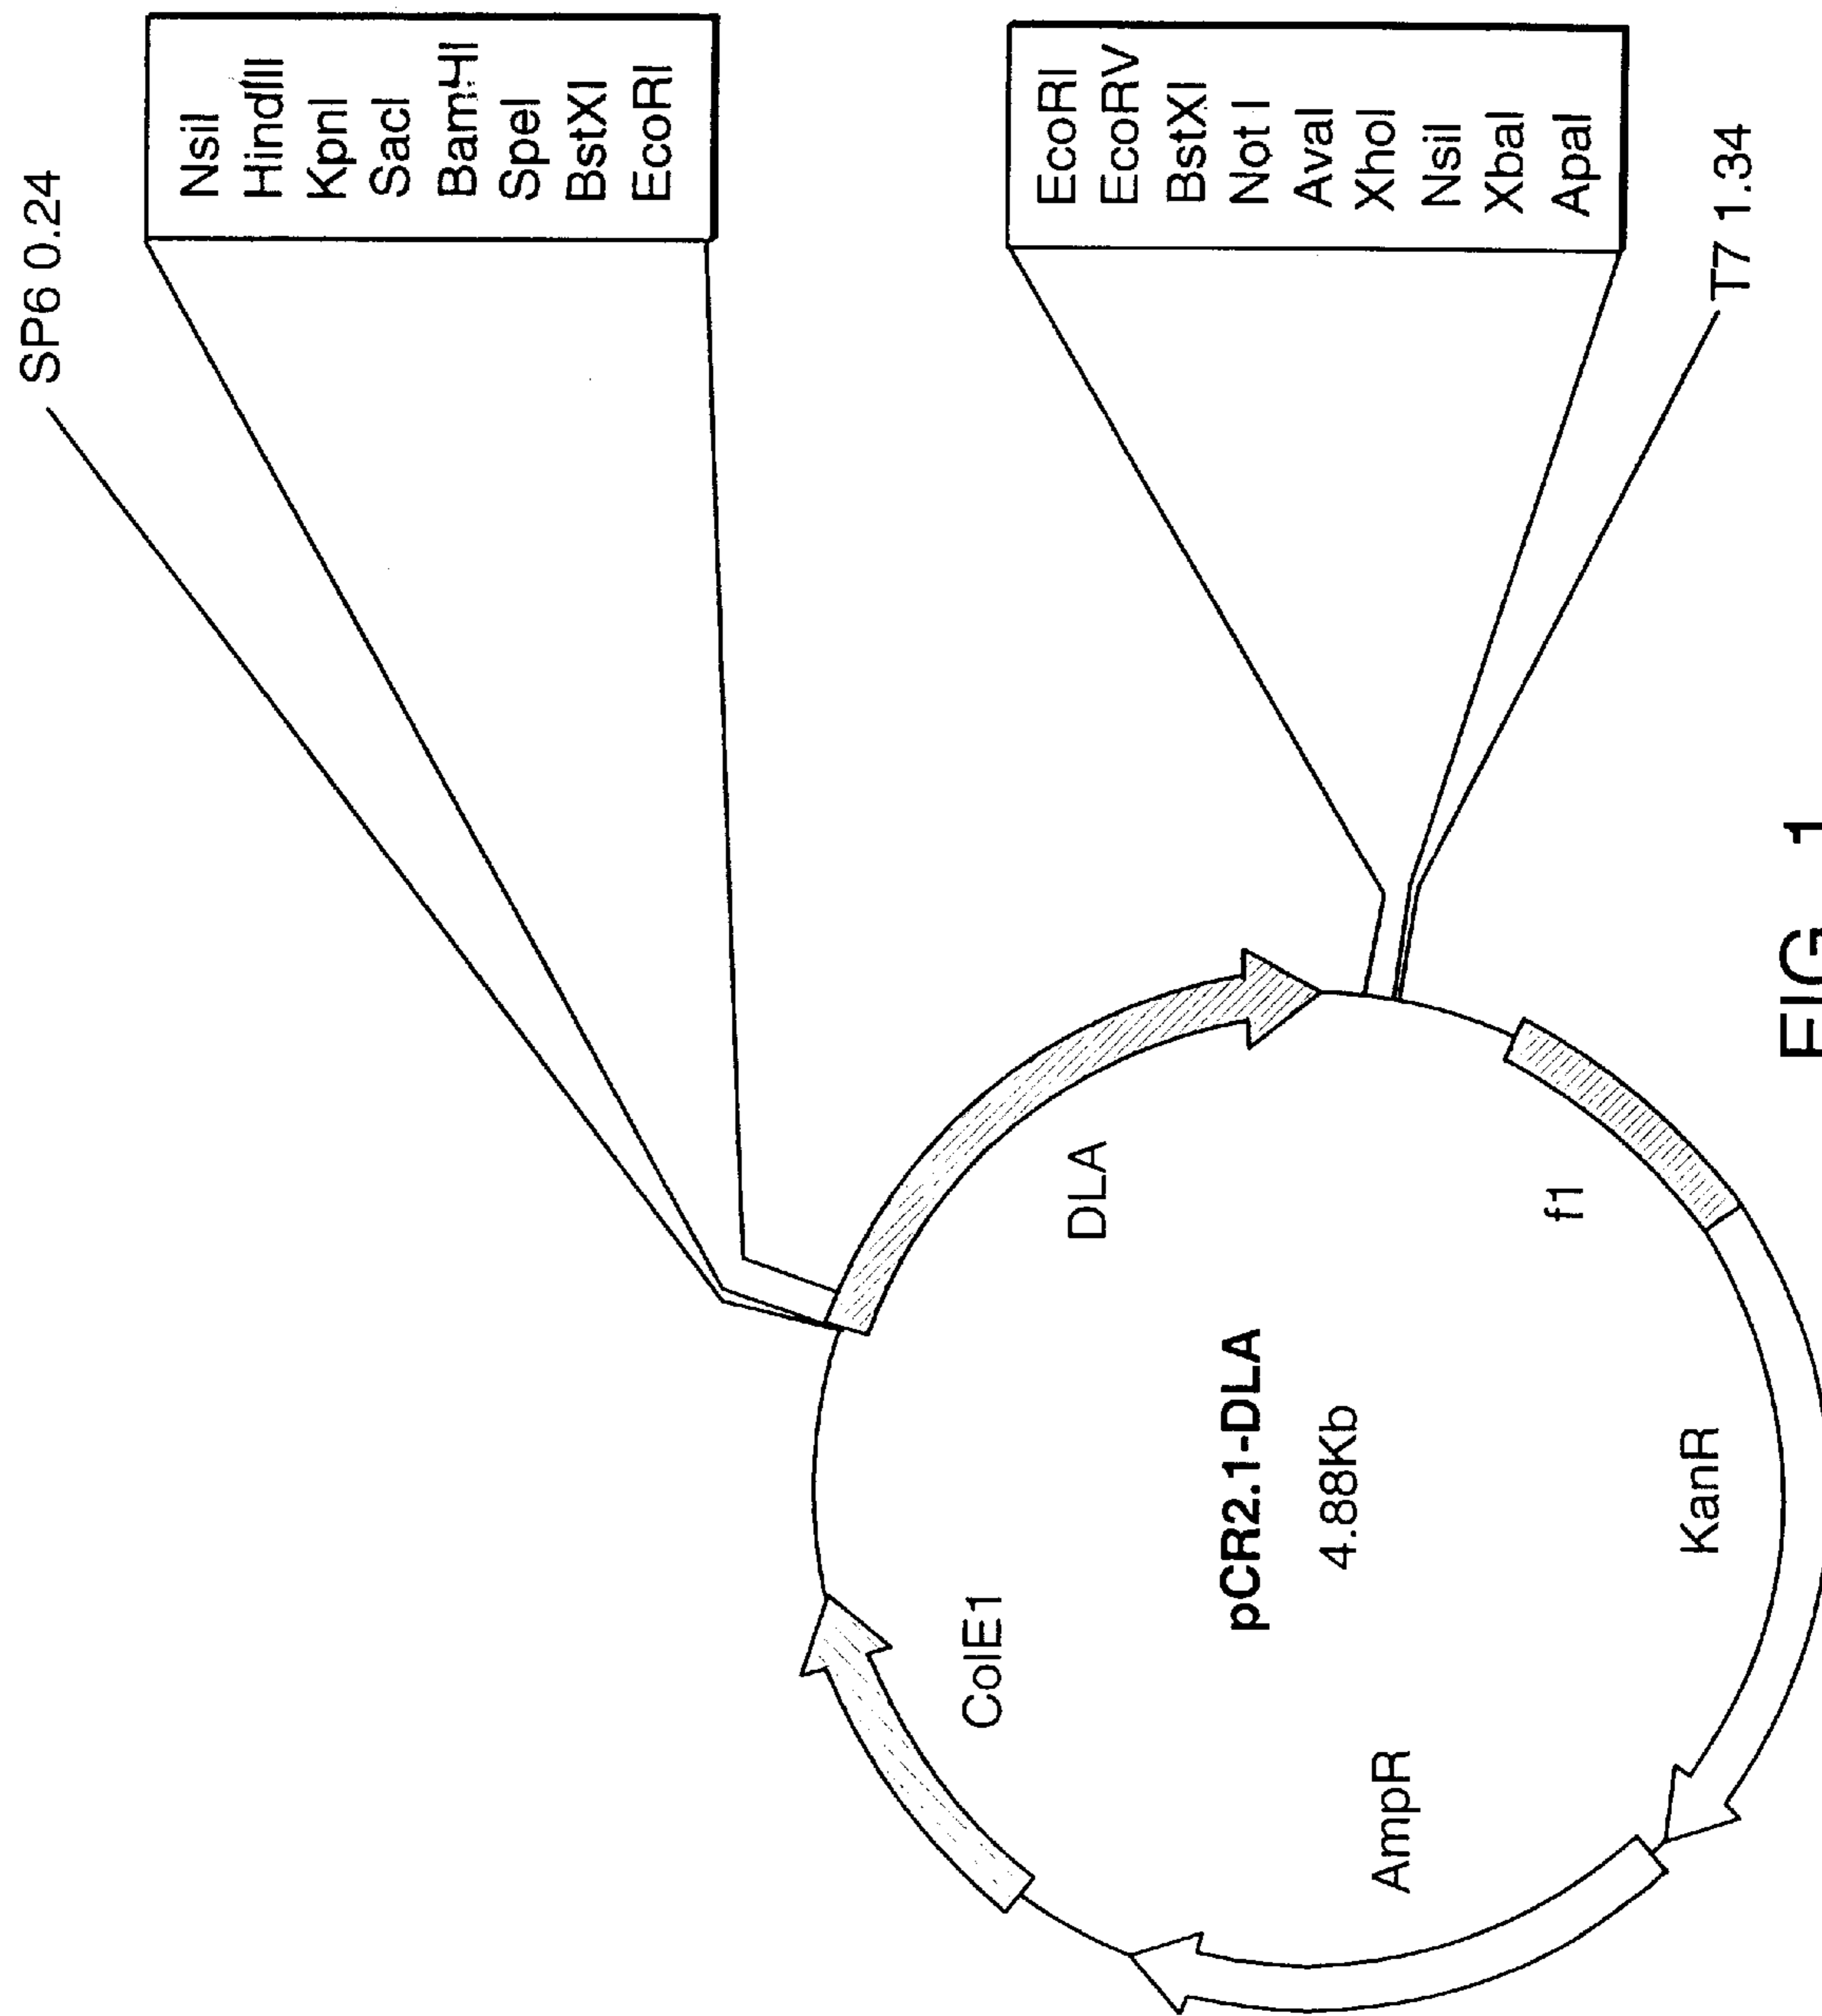 SP6 0.24
NsiI
HindIII
KpnI
SacI
BamHI
SpeI
BstXI
EcoRI
EcoRI
EcoRV
BstXI
Not I
AvaI
XhoI
NsiI
XbaI
ApaI
T7 1.34
DLA
f1
ColE1
pCR2.1-DLA
4.88Kb
KanR
AmpR
FIG. 1